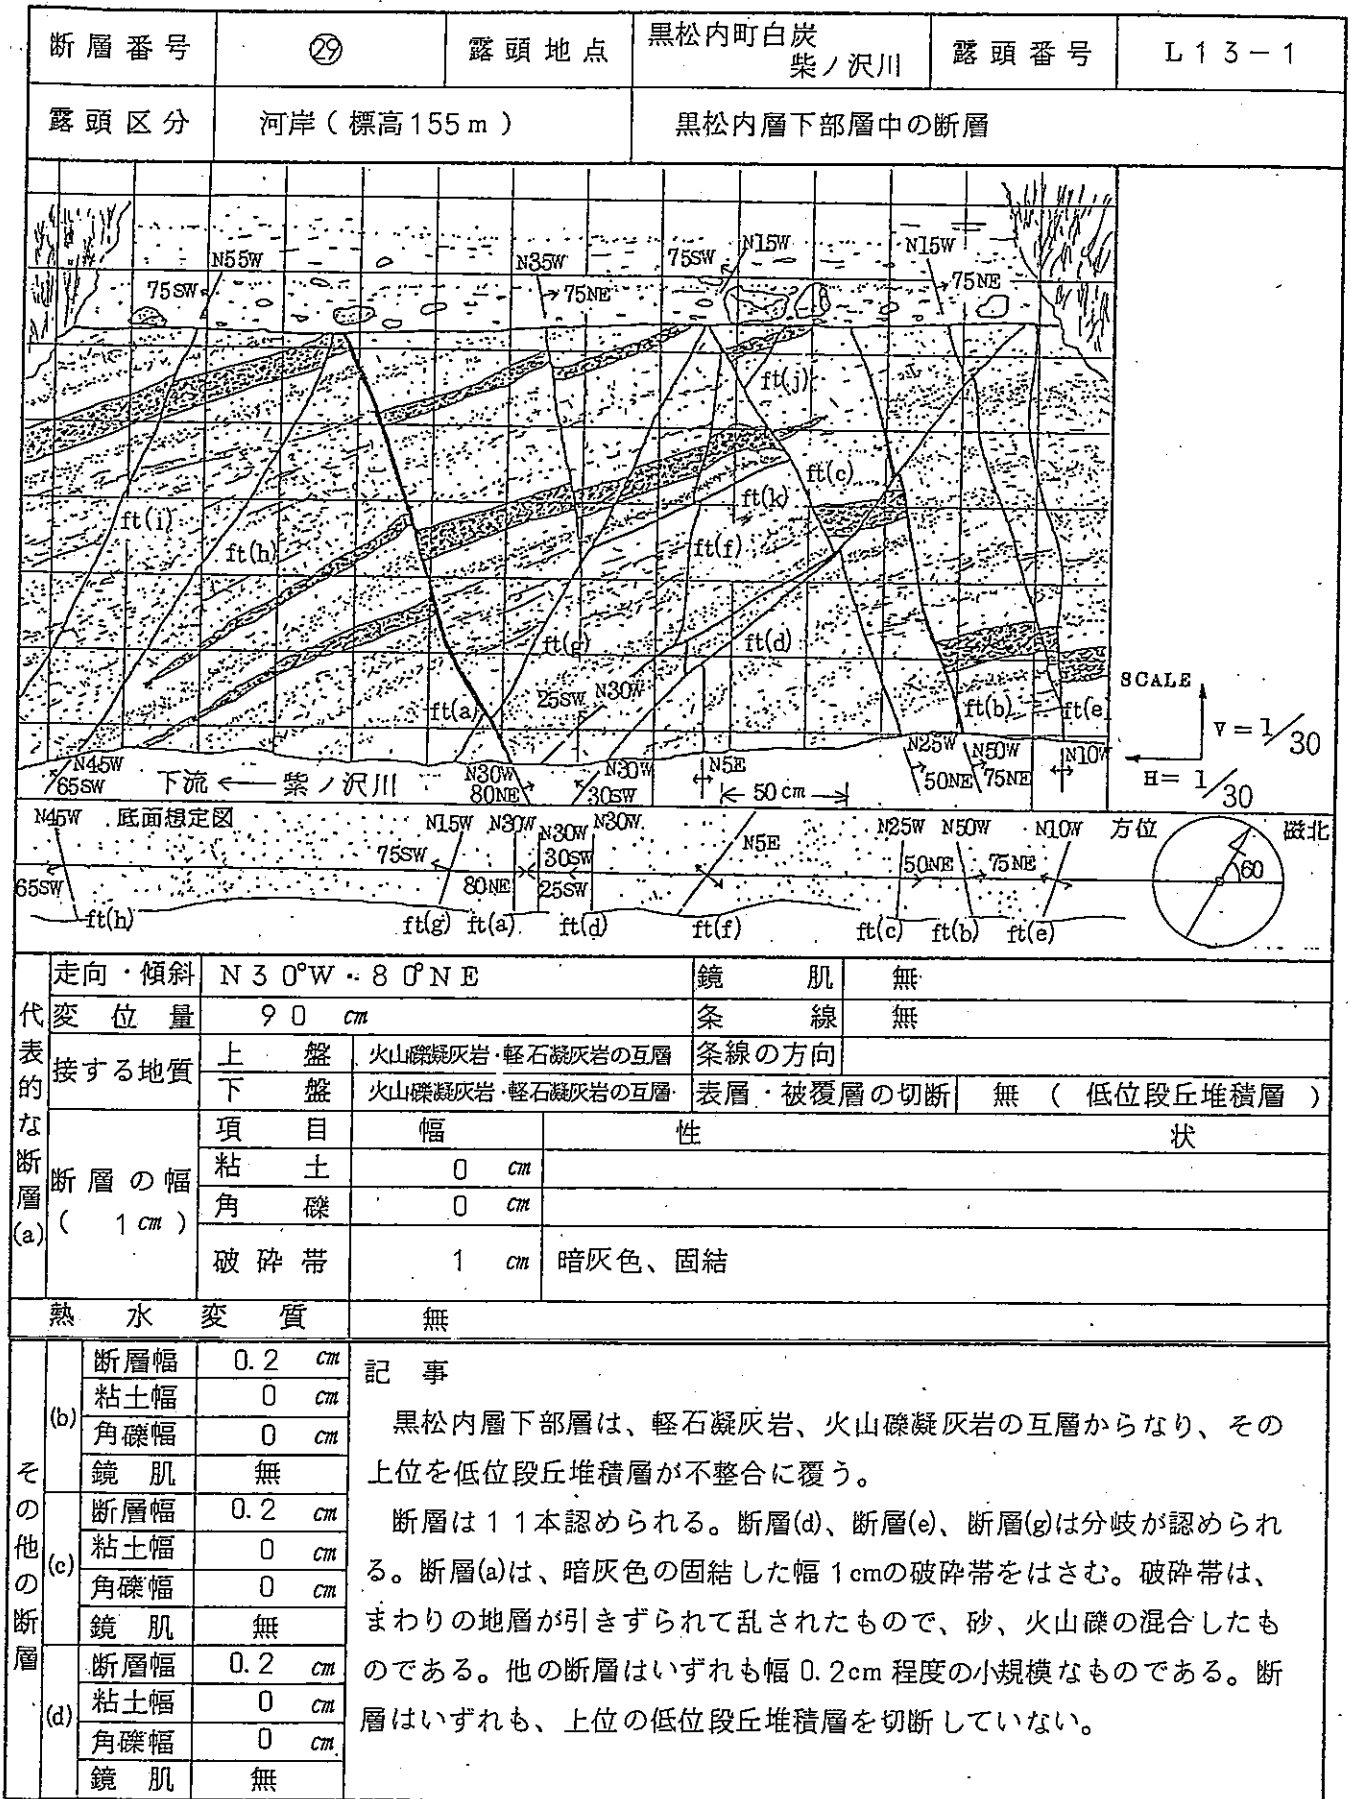 断層番号 ㉙ 露頭地点 黒松内町白炭 露頭番号 L13-1
柴ノ沢川
露頭区分 河岸(標高155m) 黒松内層下部層中の断層
N55W N35W 75SW N15W N15W
75SW 75NE 75NE
ft(j)
ft(c)
ft(k)
ft(i)
ft(h) ft(f)
ft(g) ft(d)
25SW N30W
ft(a) ft(b) ft(e)
SCALE
V=1/30
H=1/30
N45W
65SW
下流 ← 柴ノ沢川
N30W
80NE
N30W
30SW
N5E
50cm
N25W
50NE
N50W
75NE
N10W
N45W 底面想定図 N15W N30W N30W N30W N5E N25W N50W N10W 方位 磁北
75SW 30SW 50NE 75NE 60
65SW 80NE 25SW
ft(h) ft(g) ft(a) ft(d) ft(f) ft(c) ft(b) ft(e)
代表的な断層(a)
走向・傾斜 N30°W・80°NE 鏡肌 無
変位量 90 cm 条線 無
接する地質 上盤 火山礫凝灰岩・軽石凝灰岩の互層 条線の方向
下盤 火山礫凝灰岩・軽石凝灰岩の互層 表層・被覆層の切断 無 (低位段丘堆積層)
断層の幅
( 1cm )
項目 幅 性状
粘土 0 cm
角礫 0 cm
破砕帯 1 cm 暗灰色、固結
熱水変質 無
その他の断層
(b)
断層幅 0.2 cm
粘土幅 0 cm
角礫幅 0 cm
鏡肌 無
(c)
断層幅 0.2 cm
粘土幅 0 cm
角礫幅 0 cm
鏡肌 無
(d)
断層幅 0.2 cm
粘土幅 0 cm
角礫幅 0 cm
鏡肌 無
記事
黒松内層下部層は、軽石凝灰岩、火山礫凝灰岩の互層からなり、その
上位を低位段丘堆積層が不整合に覆う。
断層は11本認められる。断層(d)、断層(e)、断層(g)は分岐が認められ
る。断層(a)は、暗灰色の固結した幅1cmの破砕帯をはさむ。破砕帯は、
まわりの地層が引きずられて乱されたもので、砂、火山礫の混合したも
のである。他の断層はいずれも幅0.2cm程度の小規模なものである。断
層はいずれも、上位の低位段丘堆積層を切断していない。